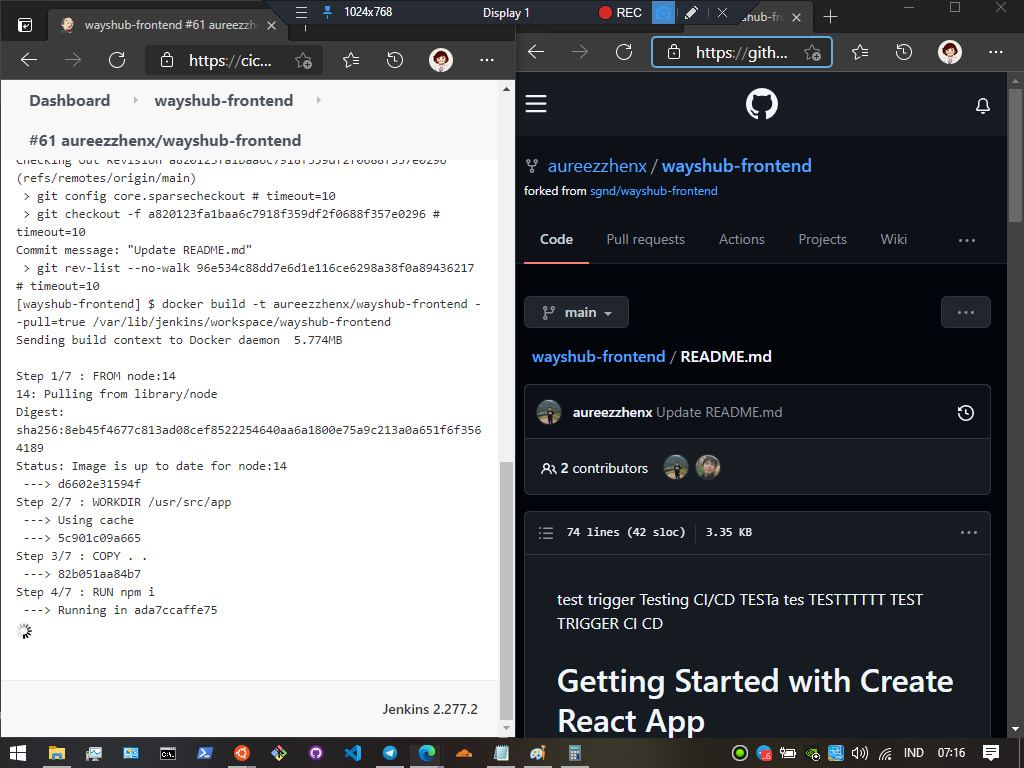 1024x768
Display 1
REC
wayshub-frontend #61 aureezzhe
shub-fr
https://cic...
https://gith...
Dashboard
wayshub-frontend
#61 aureezzhenx/wayshub-frontend
Checking out Revision a820123fa1baa6c7918f359df2f0688f357e0296
(refs/remotes/origin/main)
> git config core.sparsecheckout # timeout=10
> git checkout -f a820123fa1baa6c7918f359df2f0688f357e0296 #
timeout=10
Commit message: "Update README.md"
> git rev-list --no-walk 96e534c88dd7e6d1e116ce6298a38f0a89436217
# timeout=10
[wayshub-frontend] $ docker build -t aureezzhenx/wayshub-frontend -
-pull=true /var/lib/jenkins/workspace/wayshub-frontend
Sending build context to Docker daemon  5.774MB
Step 1/7 : FROM node:14
14: Pulling from library/node
Digest:
sha256:8eb45f4677c813ad08cef8522254640aa6a1800e75a9c213a0a651f6f356
4189
Status: Image is up to date for node:14
---> d6602e31594f
Step 2/7 : WORKDIR /usr/src/app
---> Using cache
---> 5c901c09a665
Step 3/7 : COPY . .
---> 82b051aa84b7
Step 4/7 : RUN npm i
---> Running in ada7ccaffe75
Jenkins 2.277.2
aureezzhenx / wayshub-frontend
forked from sgnd/wayshub-frontend
Code
Pull requests
Actions
Projects
Wiki
main
wayshub-frontend / README.md
aureezzhenx Update README.md
2 contributors
74 lines (42 sloc)
3.35 KB
test trigger Testing CI/CD TESTa tes TESTTTTTT TEST
TRIGGER CI CD
Getting Started with Create
React App
IND
07:16